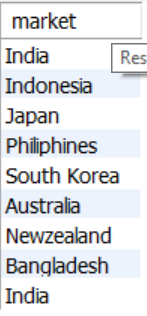 market
India
Res
Indonesia
Japan
Philiphines
South Korea
Australia
Newzealand
Bangladesh
India